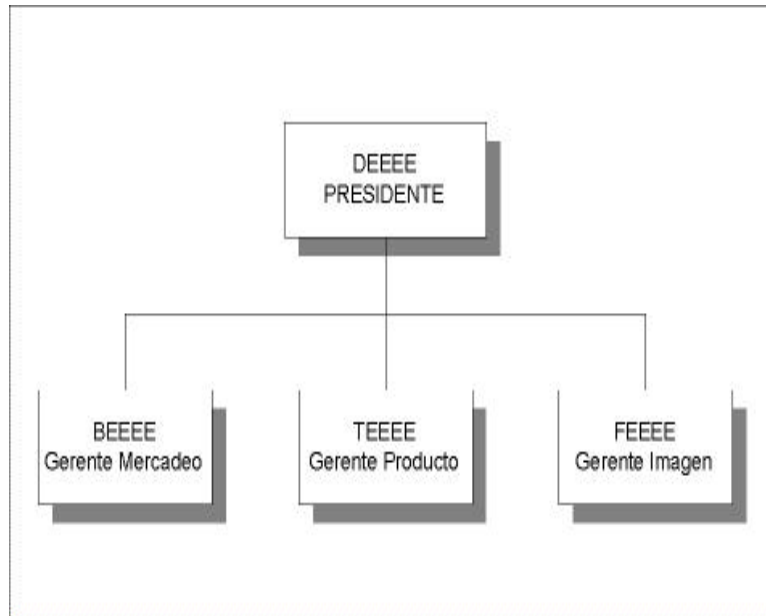 DEEEE
PRESIDENTE
BEEEE
Gerente Mercadeo
TEEEE
Gerente Producto
FEEEE
Gerente Imagen